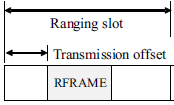 Ranging slot
Transmission offset
RFRAME